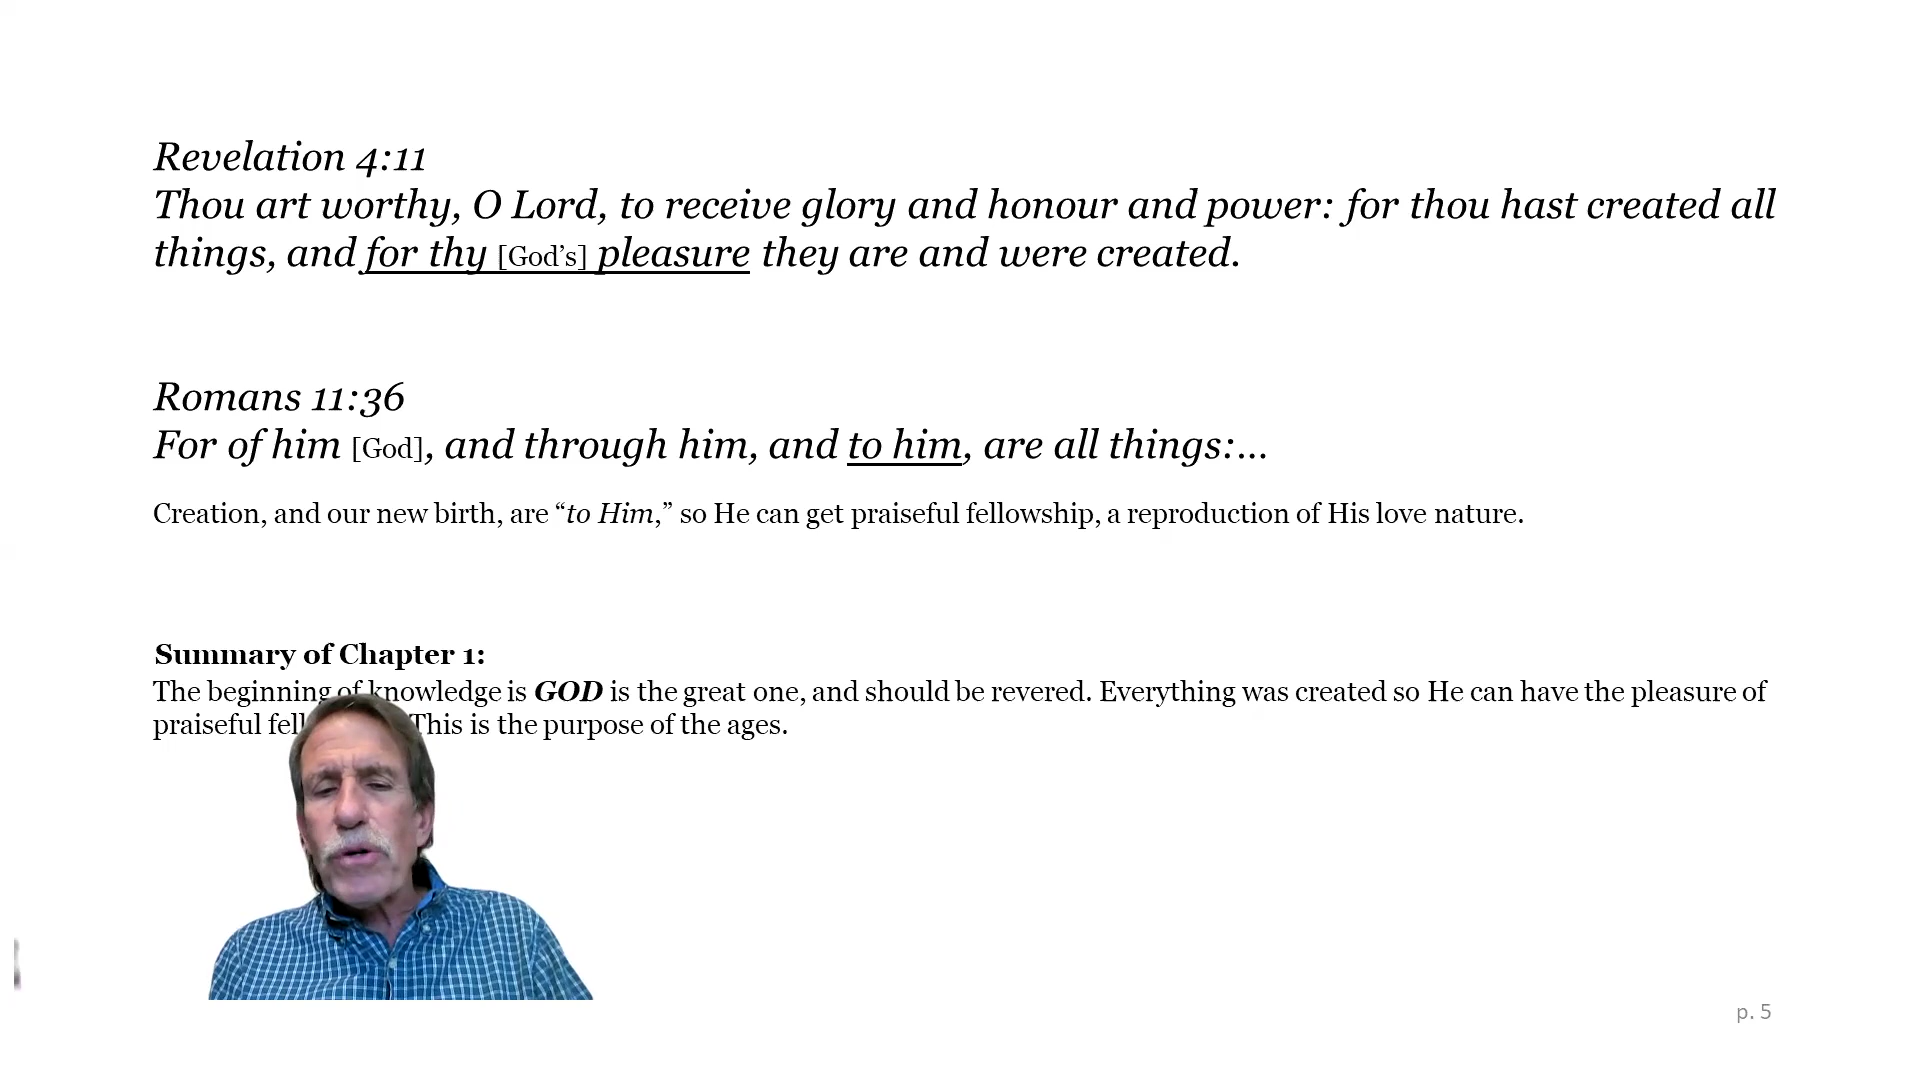 Revelation 4:11
Thou art worthy, O Lord, to receive glory and honour and power: for thou hast created all
things, and for thy [God’s] pleasure they are and were created.
Romans 11:36
For of him [God], and through him, and to him, are all things:...
Creation, and our new birth, are “to Him,” so He can get praiseful fellowship, a reproduction of His love nature.
Summary of Chapter 1:
The beginning of knowledge is GOD is the great one, and should be revered. Everything was created so He can have the pleasure of
praiseful This is the purpose of the ages.
p. 5